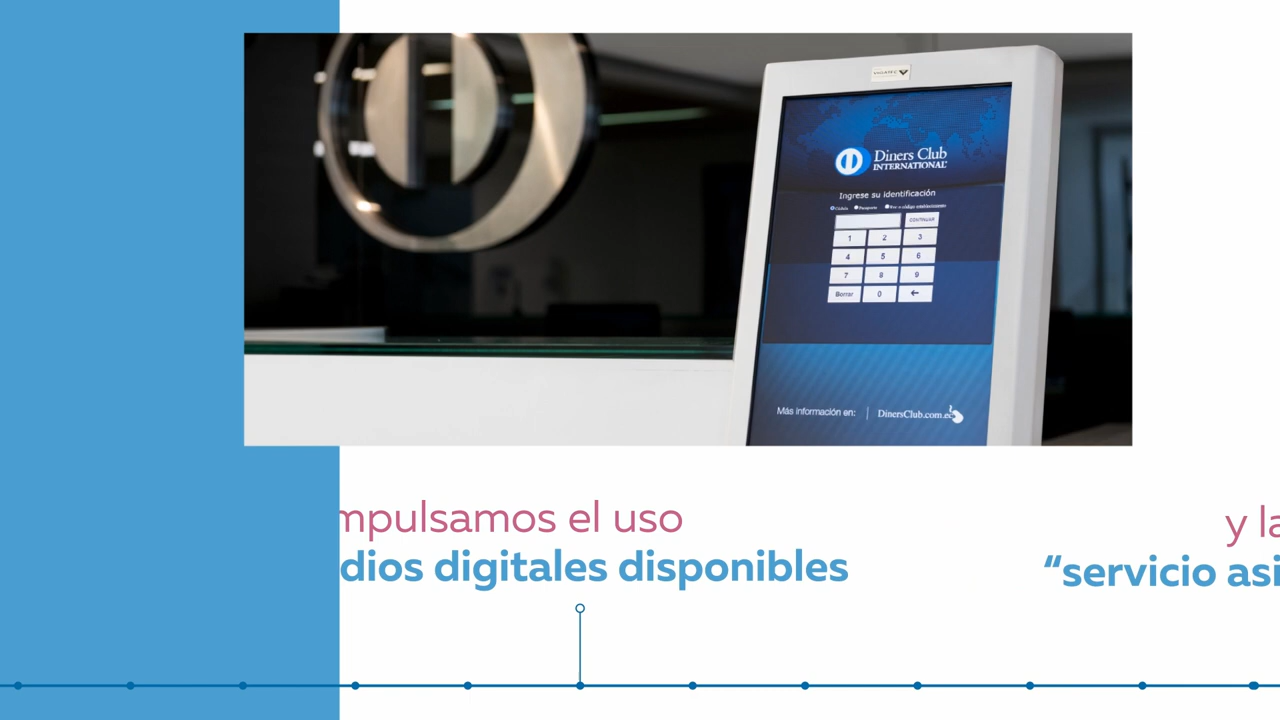 Diners Club
INTERNATIONAL
Ingrese su identificación
CONTINUAR
1 2 3
4 5 6
7 8 9
Borrar 0
Más información en: DinersClub.com.ec
mpulsamos el uso
dios digitales disponibles
y la
“servicio asi